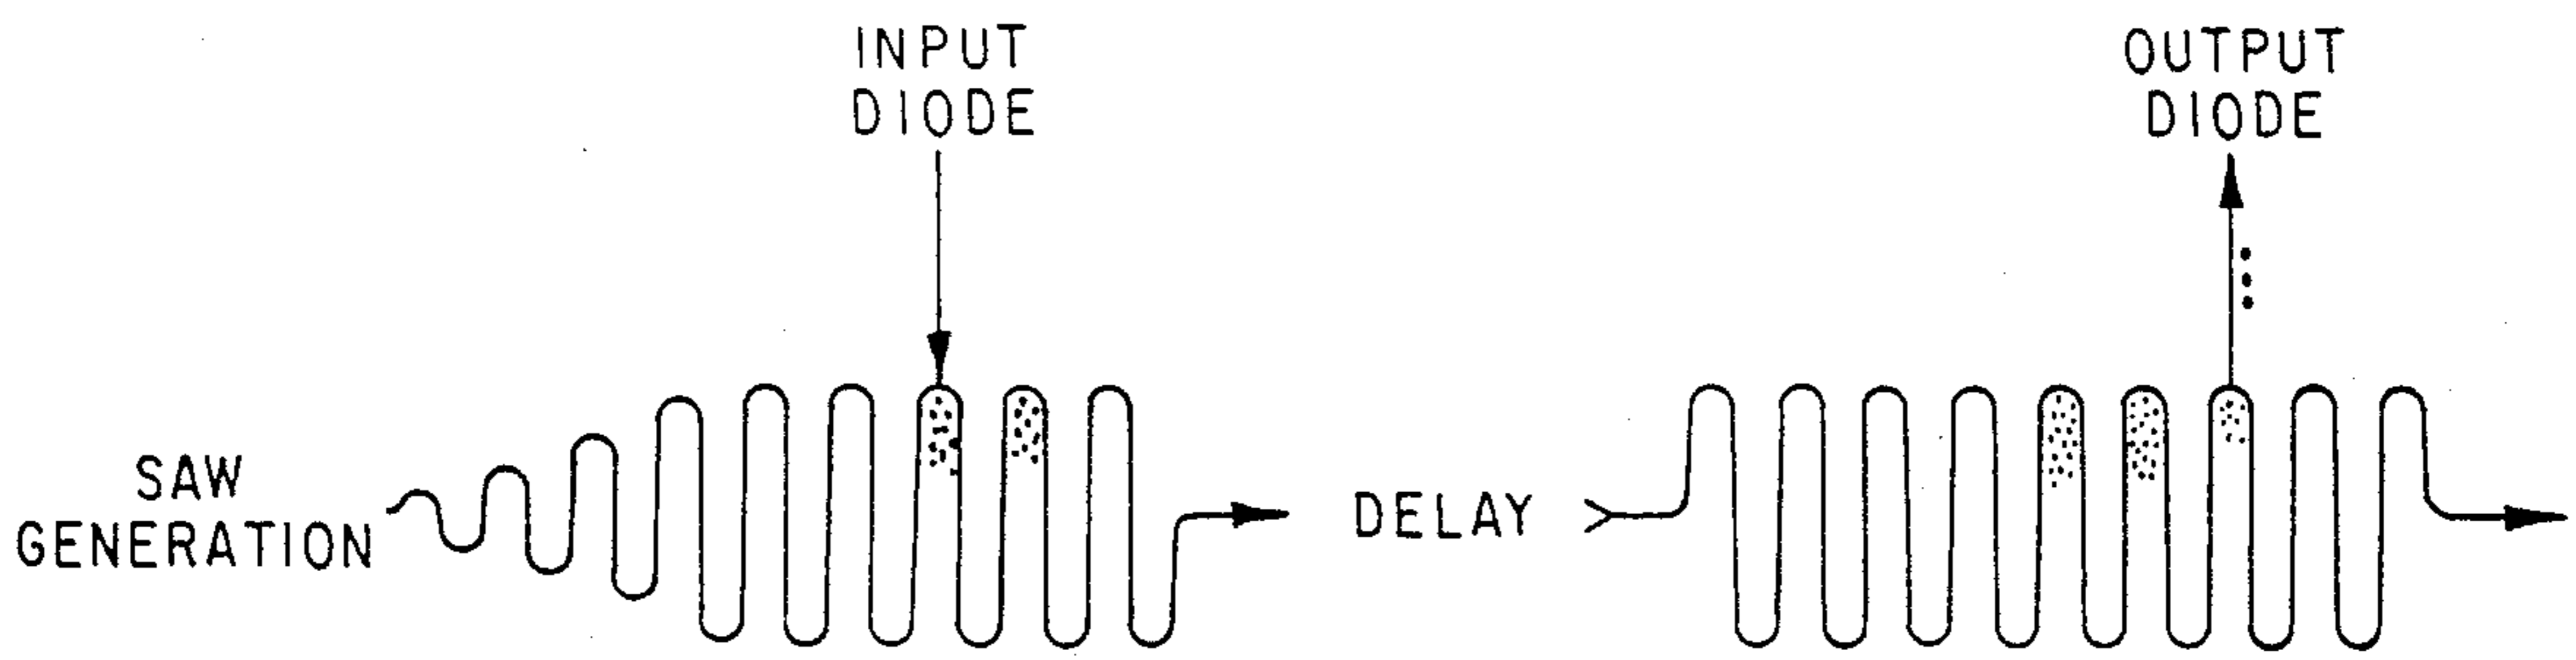 INPUT
DIODE
OUTPUT
DIODE
SAW
GENERATION
DELAY